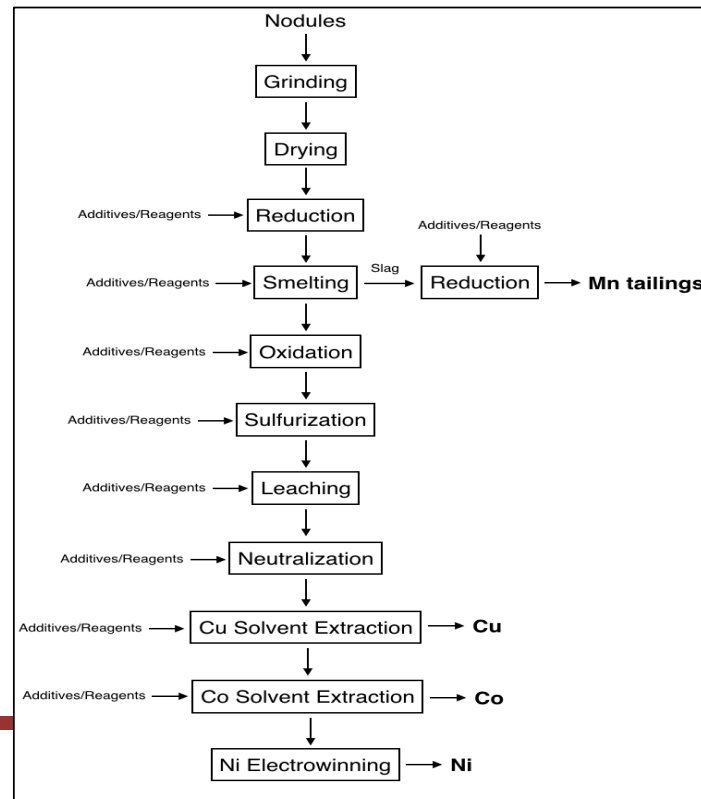 Nodules
Grinding
Drying
Additives/Reagents
Reduction
Additives/Reagents
Additives/Reagents
Smelting
Slag
Reduction
Mn tailings
Additives/Reagents
Oxidation
Additives/Reagents
Sulfurization
Additives/Reagents
Leaching
Additives/Reagents
Neutralization
Additives/Reagents
Cu Solvent Extraction
Cu
Additives/Reagents
Co Solvent Extraction
Co
Ni Electrowinning
Ni